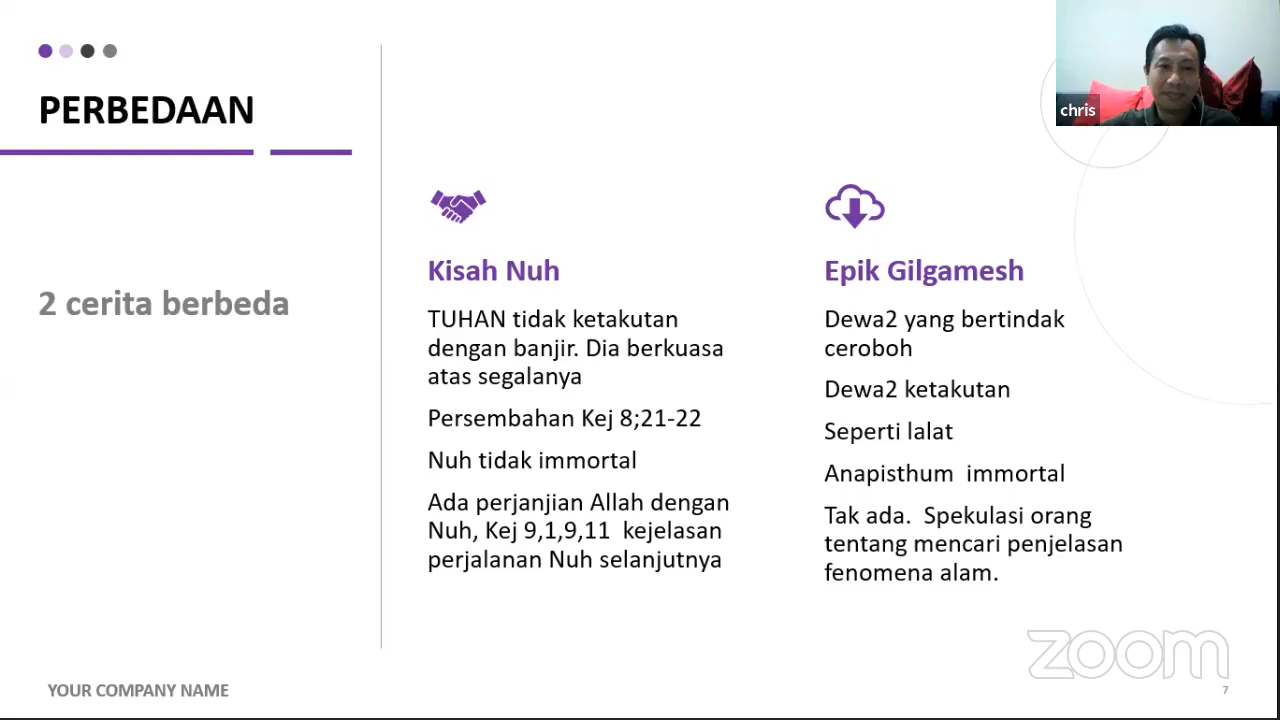 PERBEDAAN
2 cerita berbeda
Kisah Nuh
TUHAN tidak ketakutan
dengan banjir. Dia berkuasa
atas segalanya
Persembahan Kej 8;21-22
Nuh tidak immortal
Ada perjanjian Allah dengan
Nuh, Kej 9,1,9,11 kejelasan
perjalanan Nuh selanjutnya
Epik Gilgamesh
Dewa2 yang bertindak
ceroboh
Dewa2 ketakutan
Seperti lalat
Anapisthum immortal
Tak ada. Spekulasi orang
tentang mencari penjelasan
fenomena alam.
chris
zoom
YOUR COMPANY NAME
7